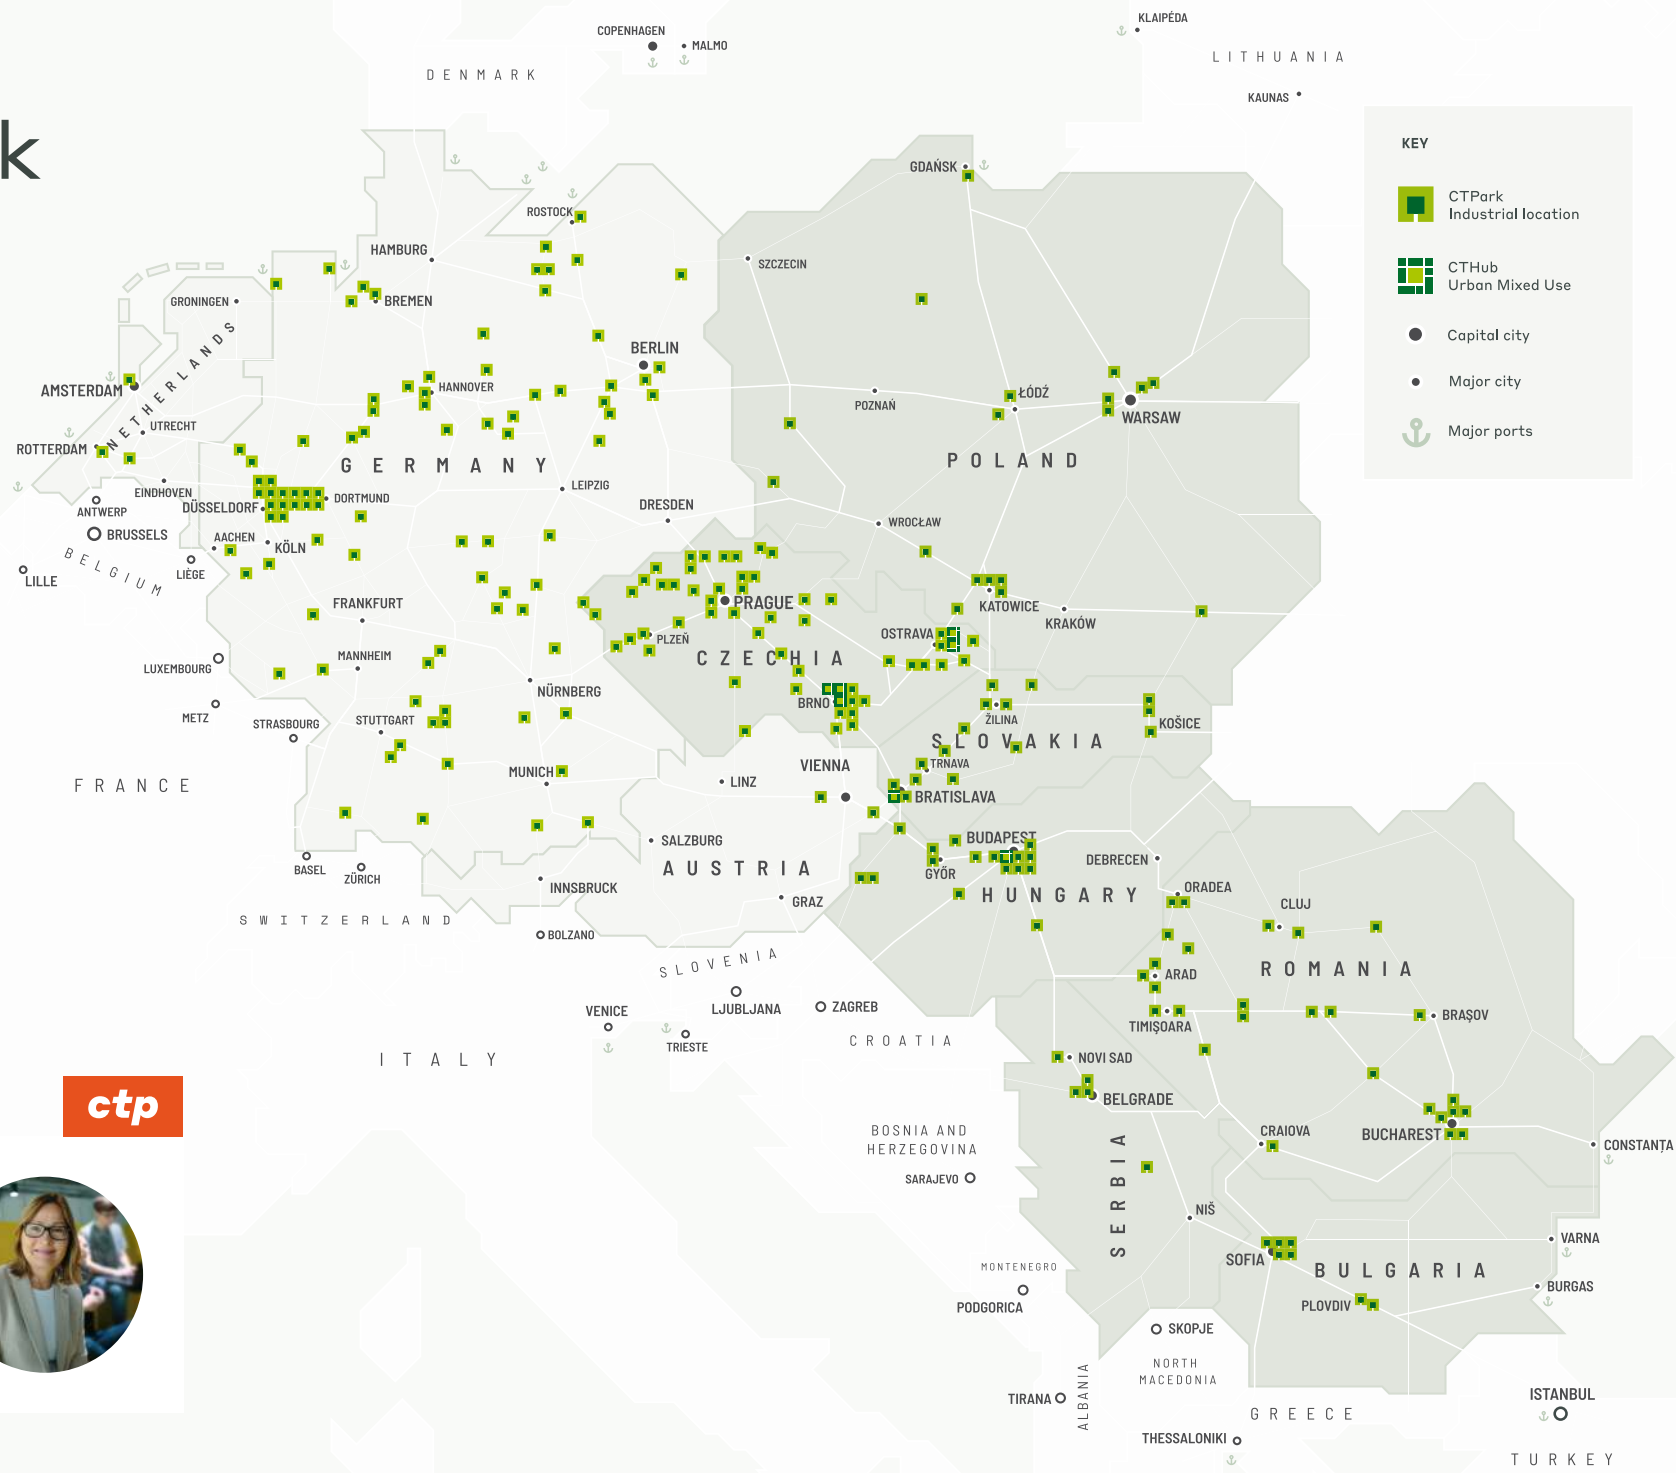 k
KLAIPĖDA
COPENHAGEN
MALMO
LITHUANIA
DENMARK
KAUNAS
KEY
CTPark
Industrial location
CTHub
Urban Mixed Use
Capital city
Major city
Major ports
GDAŃSK
ROSTOCK
HAMBURG
SZCZECIN
GRONINGEN
BREMEN
NETHERLANDS
BERLIN
AMSTERDAM
HANNOVER
POZNAŃ
ŁÓDŹ
WARSAW
UTRECHT
ROTTERDAM
GERMANY
POLAND
EINDHOVEN
LEIPZIG
DORTMUND
ANTWERP
DÜSSELDORF
DRESDEN
WROCŁAW
BRUSSELS
AACHEN
KÖLN
BELGIUM
LIÈGE
LILLE
FRANKFURT
PRAGUE
KATOWICE
KRAKÓW
OSTRAVA
PLZEŇ
CZECHIA
LUXEMBOURG
MANNHEIM
NÜRNBERG
BRNO
METZ
STRASBOURG
STUTTGART
ŽILINA
KOŠICE
SLOVAKIA
FRANCE
VIENNA
TRNAVA
MUNICH
LINZ
BRATISLAVA
SALZBURG
BUDAPEST
DEBRECEN
BASEL
ZÜRICH
AUSTRIA
GYŐR
INNSBRUCK
HUNGARY
ORADEA
GRAZ
CLUJ
SWITZERLAND
BOLZANO
SLOVENIA
ROMANIA
ARAD
LJUBLJANA
ZAGREB
VENICE
TIMIȘOARA
BRAȘOV
TRIESTE
CROATIA
ITALY
NOVI SAD
ctp
BELGRADE
BOSNIA AND
HERZEGOVINA
CRAIOVA
BUCHAREST
CONSTANȚA
SARAJEVO
SERBIA
NIŠ
VARNA
SOFIA
MONTENEGRO
BULGARIA
BURGAS
PODGORICA
PLOVDIV
SKOPJE
NORTH
MACEDONIA
TIRANA
ALBANIA
ISTANBUL
GREECE
THESSALONIKI
TURKEY